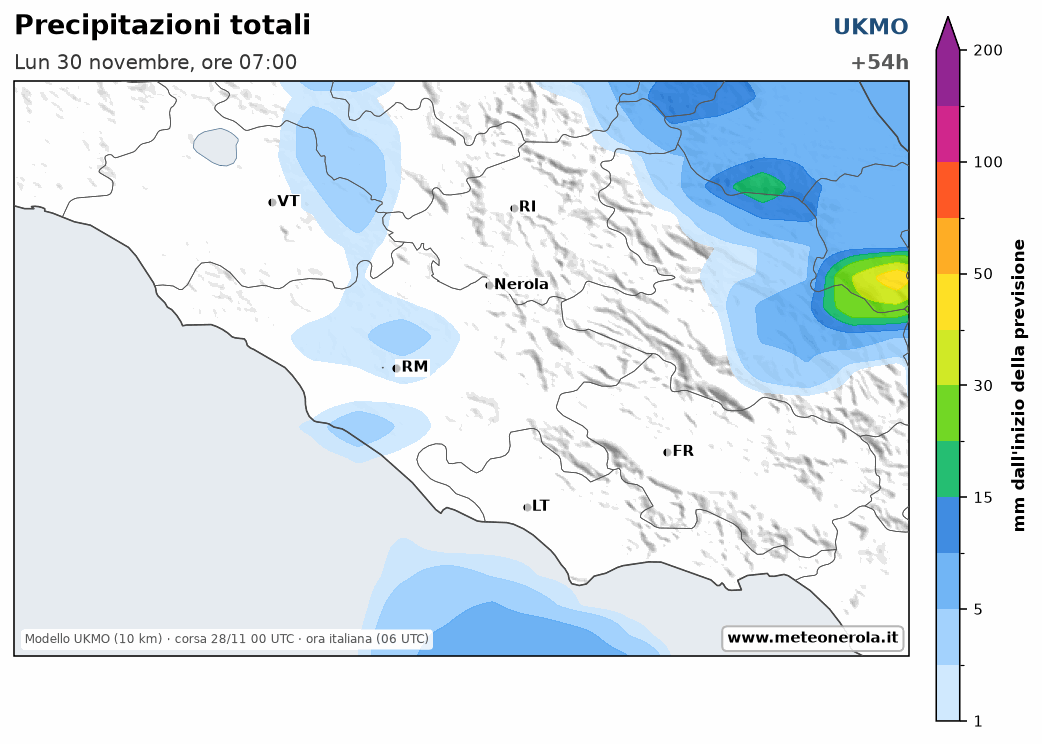 Precipitazioni totali
UKMO
Lun 30 novembre, ore 07:00
+54h
VT
RI
Nerola
RM
FR
LT
Modello UKMO (10 km) · corsa 28/11 00 UTC · ora italiana (06 UTC)
www.meteonerola.it
200
100
50
30
15
5
1
mm dall'inizio della previsione